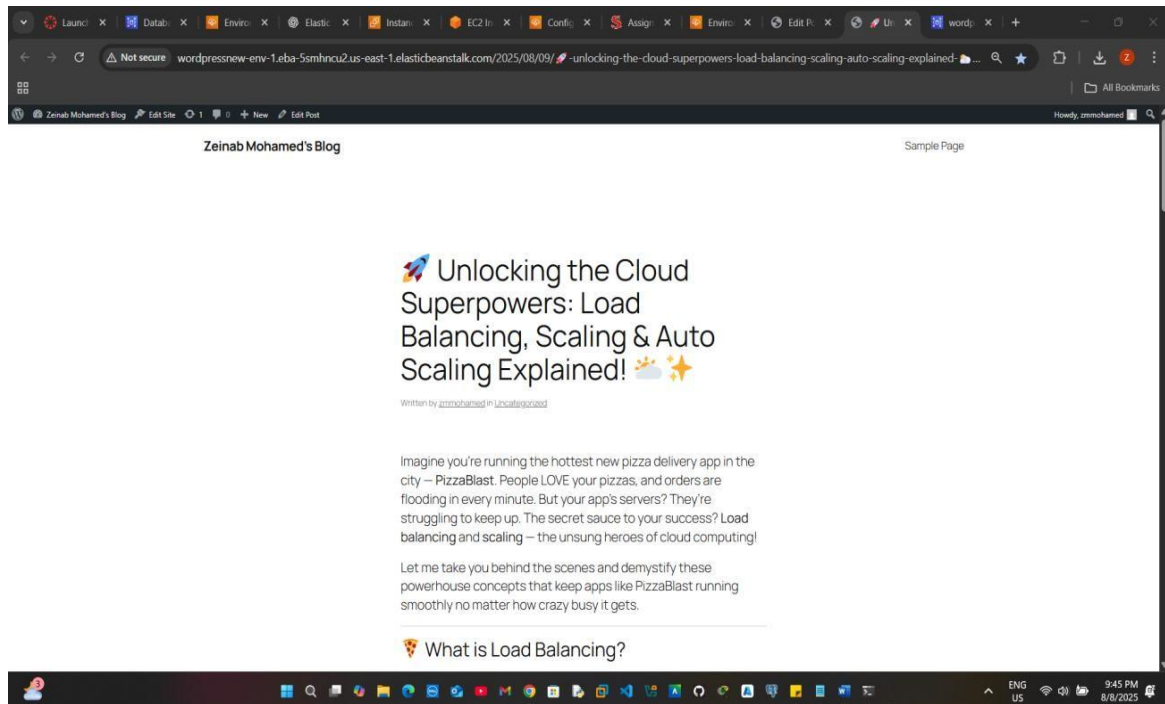 Launch
Datab
Enviro
Elastic
Instan
EC2 In
Config
Assign
Enviro
Edit Po
🚀 Un
wordp
Not secure
wordpressnew-env-1.eba-5smhncu2.us-east-1.elasticbeanstalk.com/2025/08/09/🚀-unlocking-the-cloud-superpowers-load-balancing-scaling-auto-scaling-explained-🌥...
Z
All Bookmarks
Zeinab Mohamed's Blog Edit Site 1 0 + New Edit Post
Howdy, zmmohamed
Zeinab Mohamed's Blog
Sample Page
🚀 Unlocking the Cloud
Superpowers: Load
Balancing, Scaling & Auto
Scaling Explained! 🌥✨
Written by zmmohamed in Uncategorized
Imagine you're running the hottest new pizza delivery app in the
city — PizzaBlast. People LOVE your pizzas, and orders are
flooding in every minute. But your app's servers? They're
struggling to keep up. The secret sauce to your success? Load
balancing and scaling — the unsung heroes of cloud computing!
Let me take you behind the scenes and demystify these
powerhouse concepts that keep apps like PizzaBlast running
smoothly no matter how crazy busy it gets.
🍕 What is Load Balancing?
3
ENG
US
9:45 PM
8/8/2025